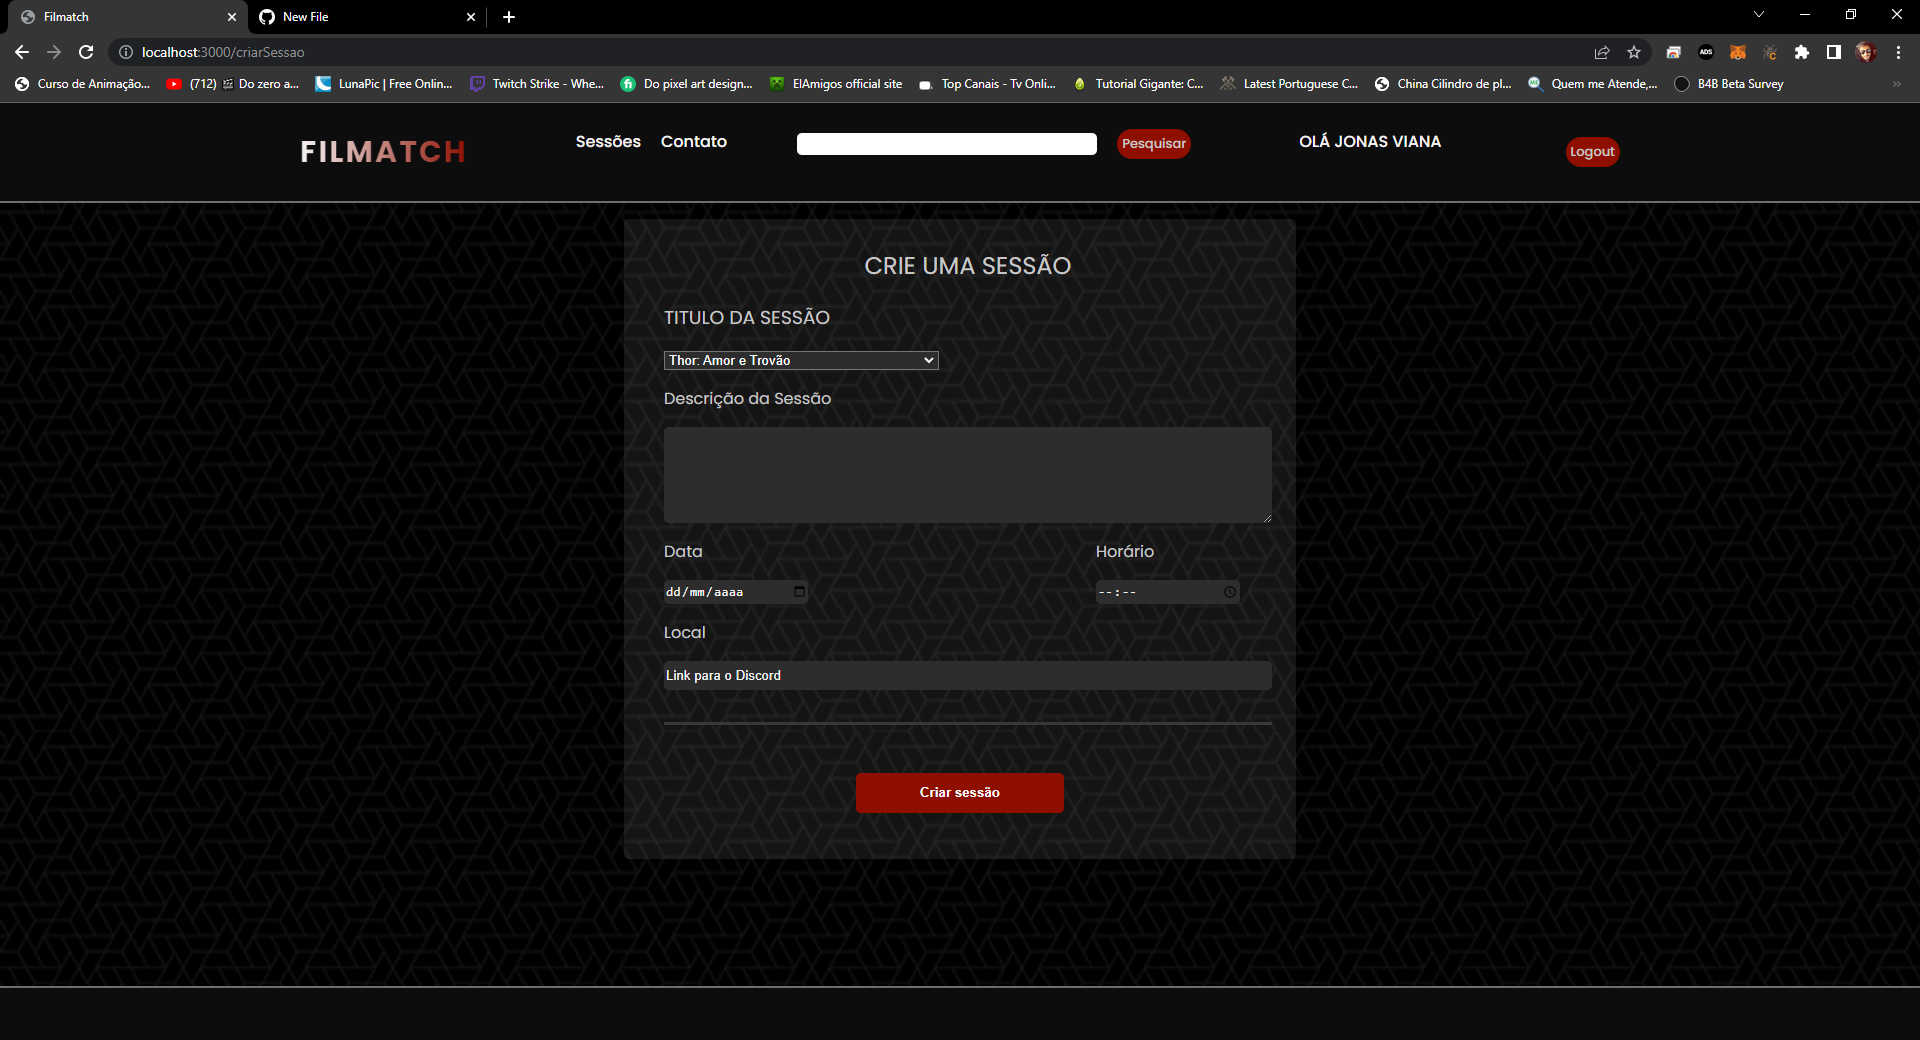 Filmatch
New File
localhost:3000/criarSessao
Curso de Animação...
(712) Do zero a...
LunaPic | Free Onlin...
Twitch Strike - Whe...
Do pixel art design...
ElAmigos official site
Top Canais - Tv Onli...
Tutorial Gigante: C...
Latest Portuguese C...
China Cilindro de pl...
Quem me Atende,...
B4B Beta Survey
FILMATCH
Sessões
Contato
Pesquisar
OLÁ JONAS VIANA
Logout
CRIE UMA SESSÃO
TITULO DA SESSÃO
Thor: Amor e Trovão
Descrição da Sessão
Data
Horário
dd/mm/aaaa
--:--
Local
Link para o Discord
Criar sessão